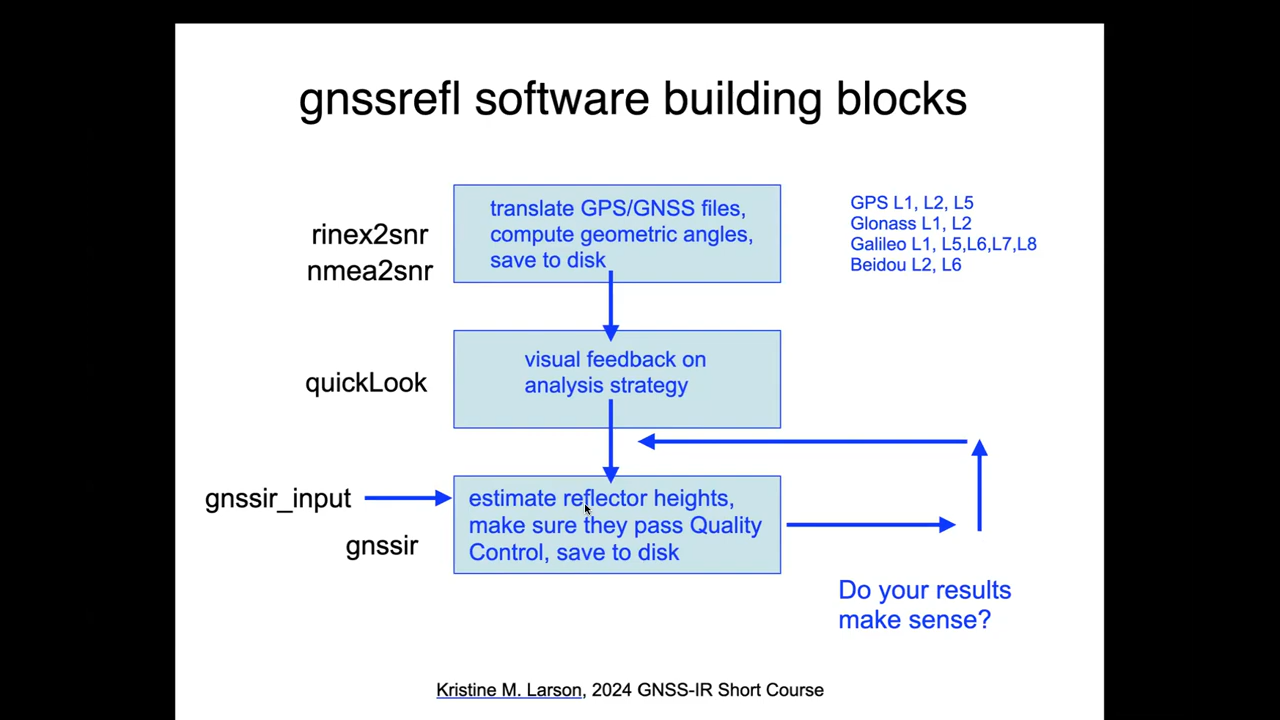 gnssrefl software building blocks
rinex2snr
nmea2snr
translate GPS/GNSS files,
compute geometric angles,
save to disk
GPS L1, L2, L5
Glonass L1, L2
Galileo L1, L5,L6,L7,L8
Beidou L2, L6
quickLook
visual feedback on
analysis strategy
gnssir_input
gnssir
estimate reflector heights,
make sure they pass Quality
Control, save to disk
Do your results
make sense?
Kristine M. Larson, 2024 GNSS-IR Short Course